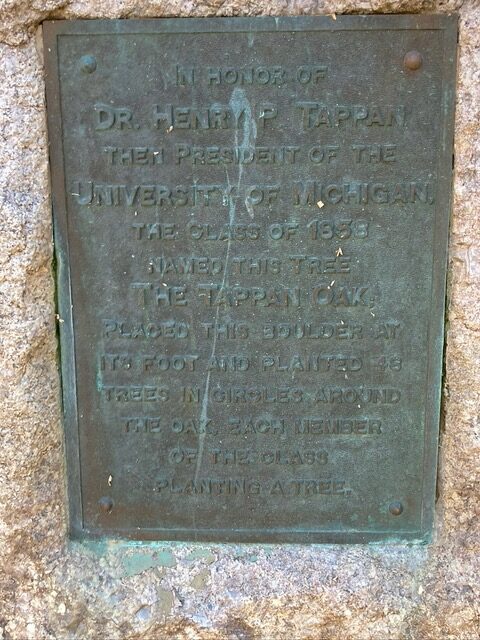 IN HONOR OF
DR. HENRY P. TAPPAN
THEN PRESIDENT OF THE
UNIVERSITY OF MICHIGAN,
THE CLASS OF 1858
NAMED THIS TREE
THE TAPPAN OAK,
PLACED THIS BOULDER AT
ITS FOOT AND PLANTED 46
TREES IN CIRCLES AROUND
THE OAK, EACH MEMBER
OF THE CLASS
PLANTING A TREE.